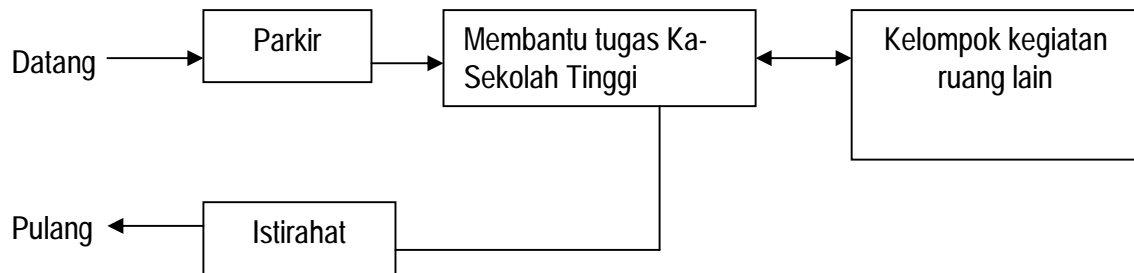 Datang
Parkir
Membantu tugas Ka-
Sekolah Tinggi
Kelompok kegiatan
ruang lain
Pulang
Istirahat